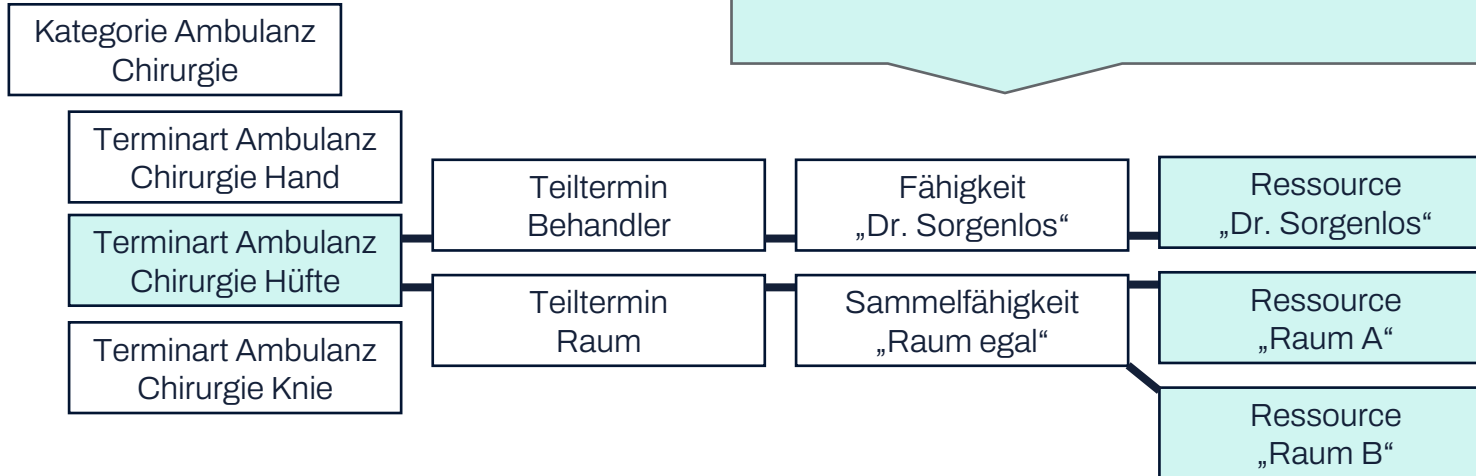 Kategorie Ambulanz
Chirurgie
Terminart Ambulanz
Chirurgie Hand
Terminart Ambulanz
Chirurgie Hüfte
Terminart Ambulanz
Chirurgie Knie
Teiltermin
Behandler
Teiltermin
Raum
Fähigkeit
„Dr. Sorgenlos“
Sammelfähigkeit
„Raum egal“
Ressource
„Dr. Sorgenlos“
Ressource
„Raum A“
Ressource
„Raum B“